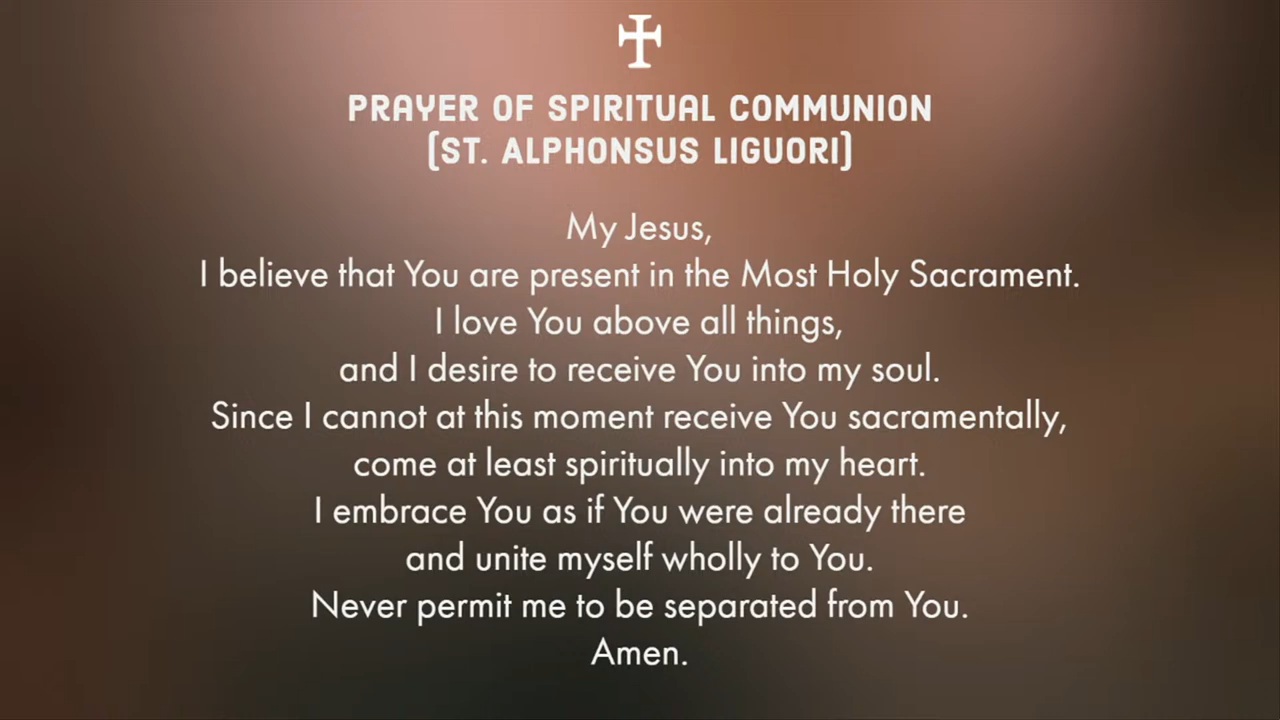 PRAYER OF SPIRITUAL COMMUNION
(ST. ALPHONSUS LIGUORI)
My Jesus,
I believe that You are present in the Most Holy Sacrament.
I love You above all things,
and I desire to receive You into my soul.
Since I cannot at this moment receive You sacramentally,
come at least spiritually into my heart.
I embrace You as if You were already there
and unite myself wholly to You.
Never permit me to be separated from You.
Amen.